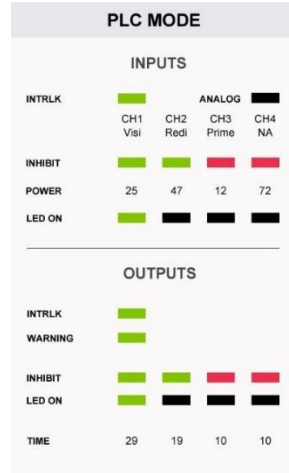 PLC MODE
INPUTS
INTRLK ANALOG
CH1 CH2 CH3 CH4
Visi Redi Prime NA
INHIBIT
POWER 25 47 12 72
LED ON
OUTPUTS
INTRLK
WARNING
INHIBIT
LED ON
TIME 29 19 10 10